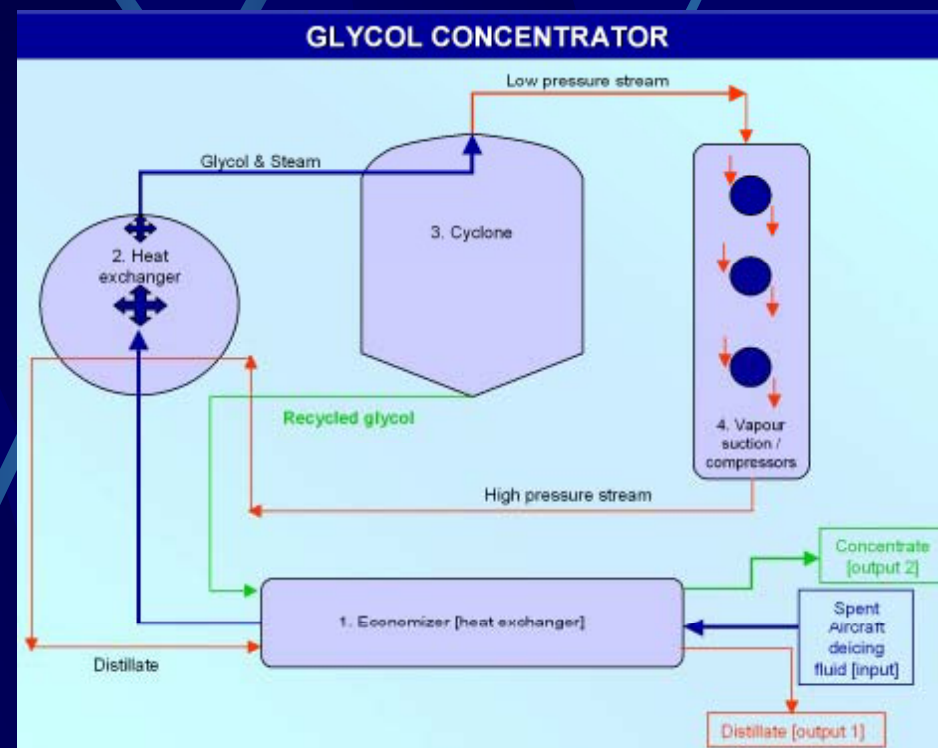 GLYCOL CONCENTRATOR
Low pressure stream
Glycol & Steam
3. Cyclone
2. Heat
exchanger
Recycled glycol
4. Vapour
suction /
compressors
High pressure stream
Concentrate
[output 2]
1. Economizer [heat exchanger]
Spent
Aircraft
deicing
fluid [input]
Distillate
Distillate [output 1]